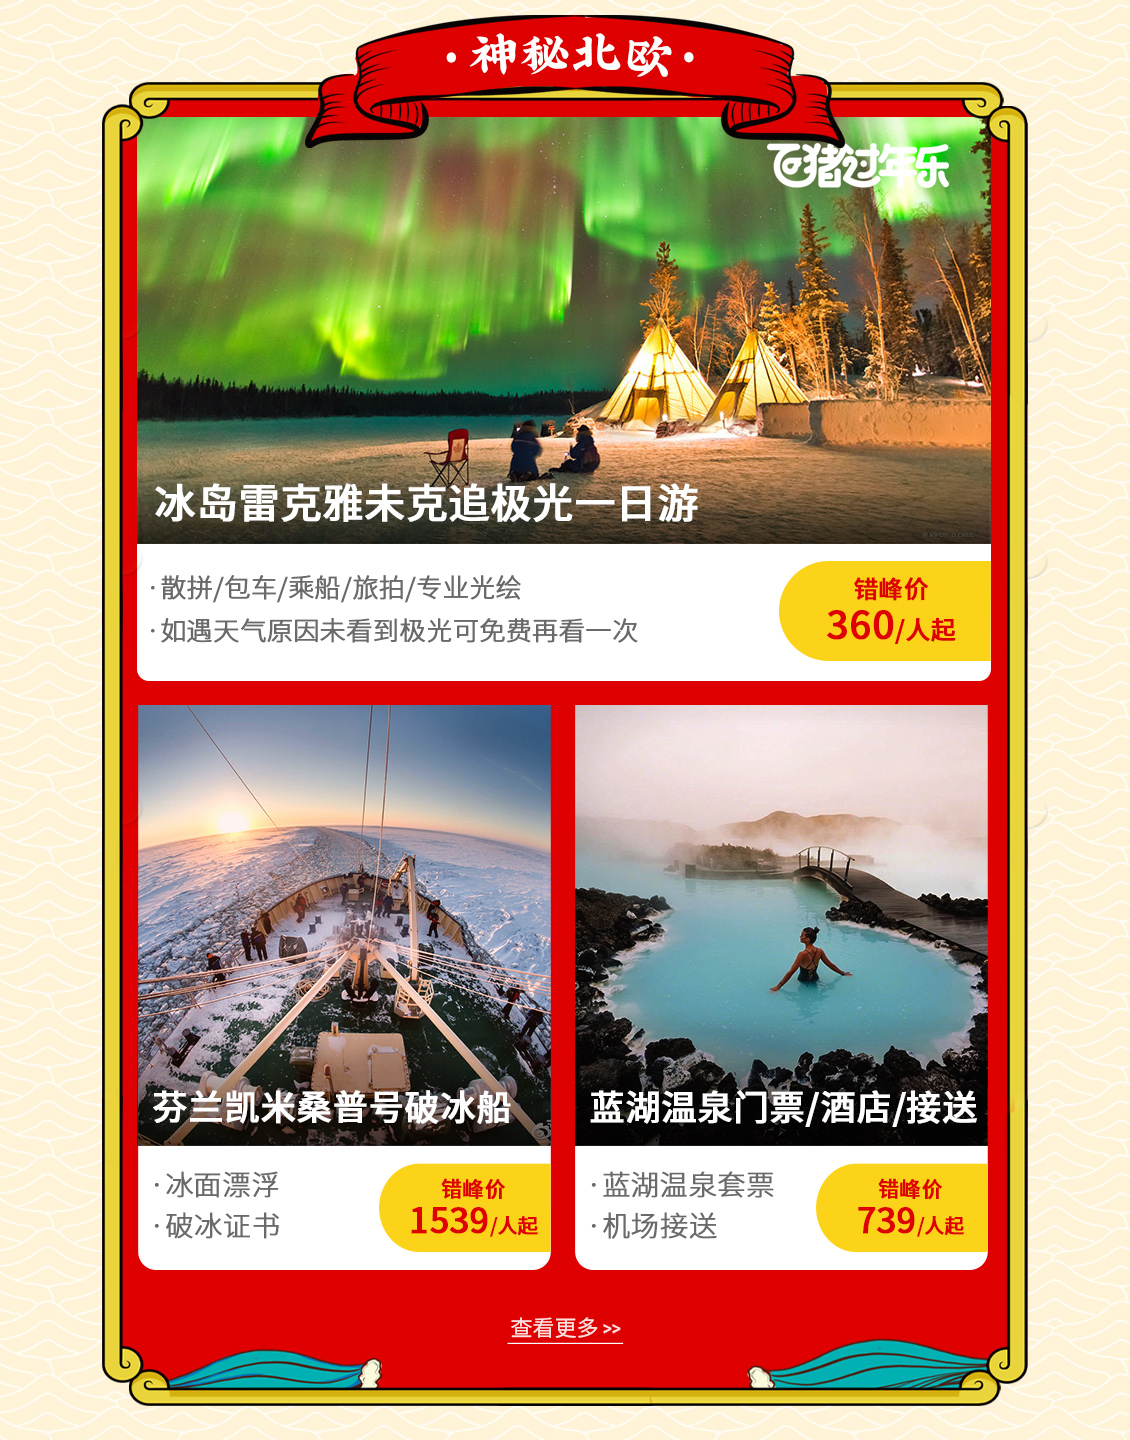 ·神秘北欧·
百猪过年乐
冰岛雷克雅未克追极光一日游
·散拼/包车/乘船/旅拍/专业光绘
·如遇天气原因未看到极光可免费再看一次
错峰价
360/人起
芬兰凯米桑普号破冰船
·冰面漂浮
·破冰证书
错峰价
1539/人起
蓝湖温泉门票/酒店/接送
·蓝湖温泉套票
·机场接送
错峰价
739/人起
查看更多 >>